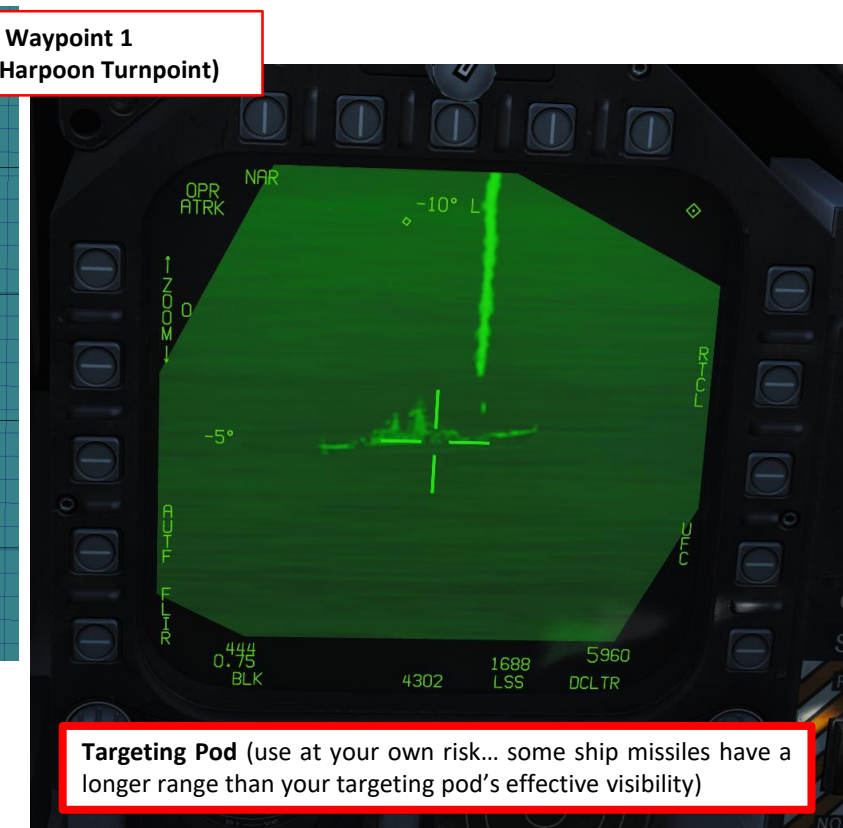 Waypoint 1
Harpoon Turnpoint)
NAR
OPR
ATRK
-10° L
↑ZOOM↓
0
RTCL
-5°
AUTF
UFC
FLIR
444
0.75
1688
5960
BLK
4302
LSS
DCLTR
Targeting Pod (use at your own risk… some ship missiles have a
longer range than your targeting pod's effective visibility)